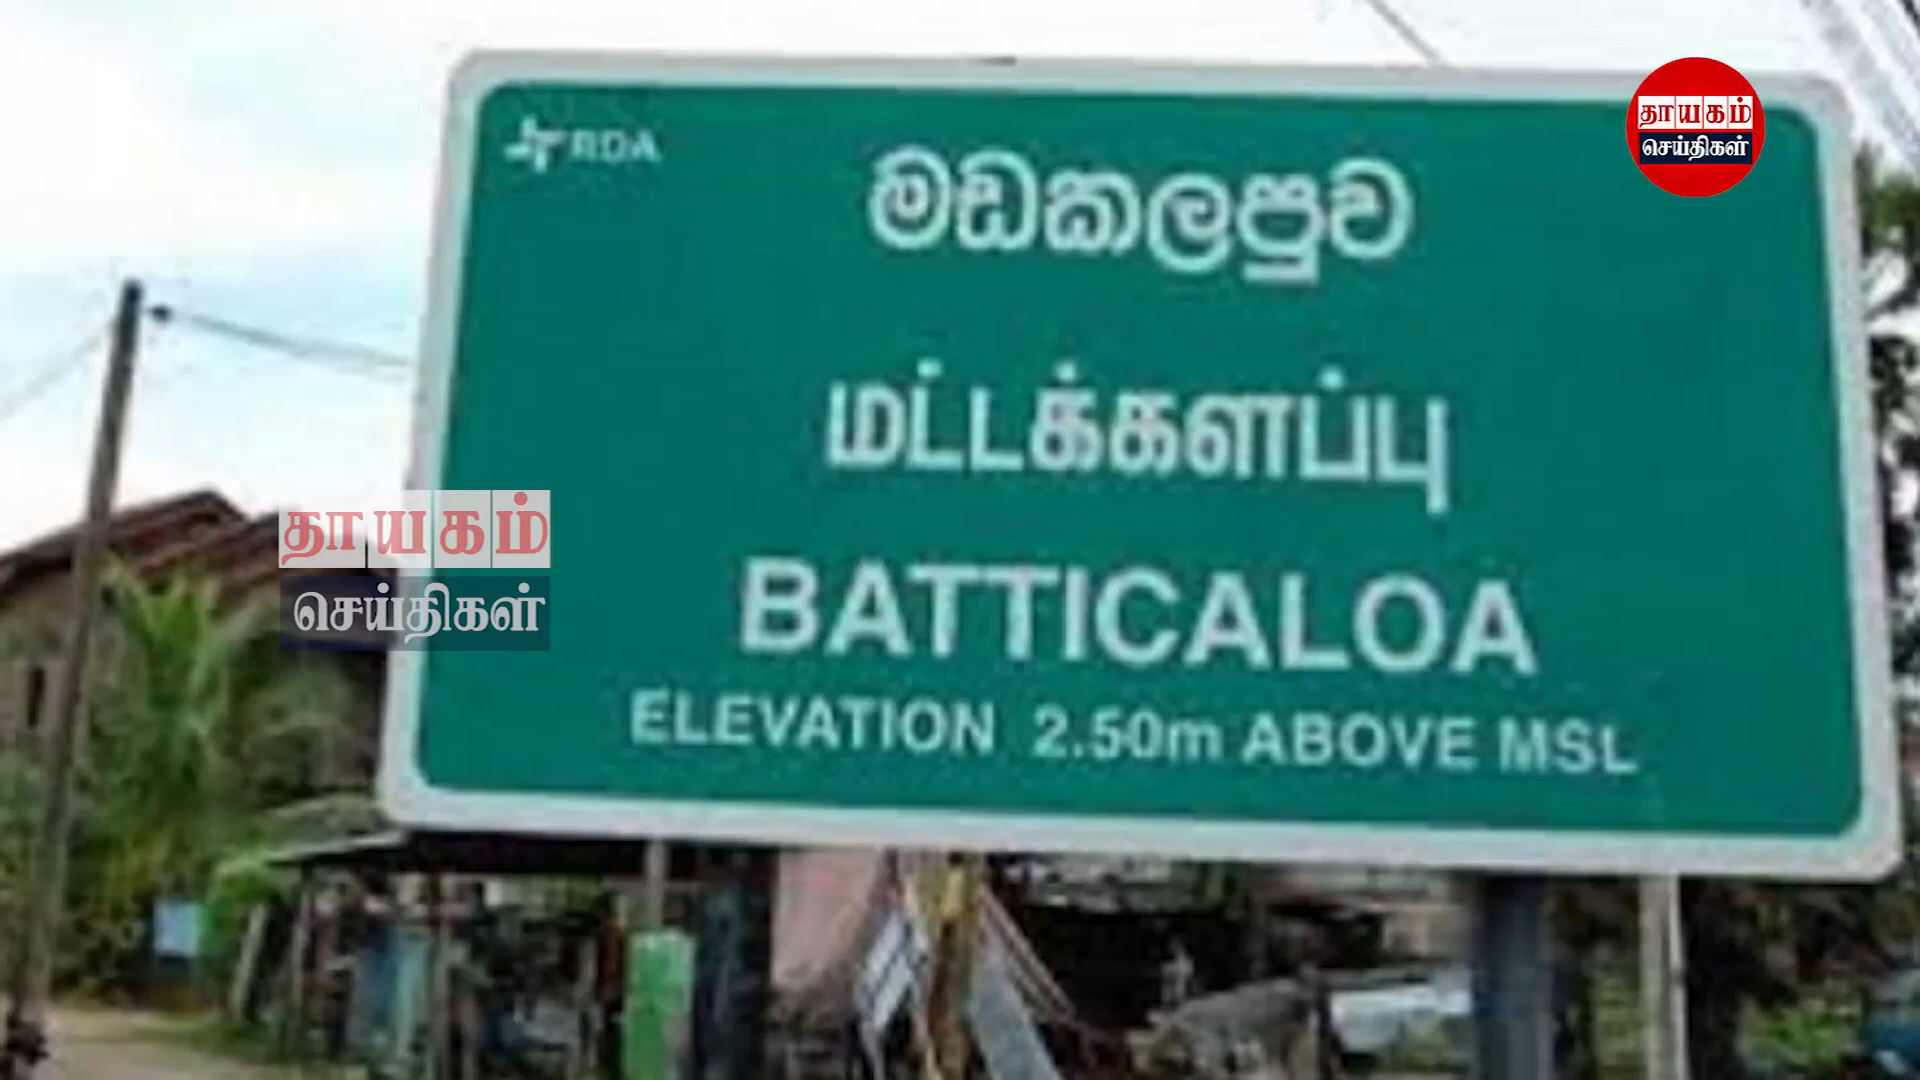 RDA
මඩකලපුව
மட்டக்களப்பு
BATTICALOA
ELEVATION 2.50m ABOVE MSL
தாயகம்
செய்திகள்
தாயகம்
செய்திகள்